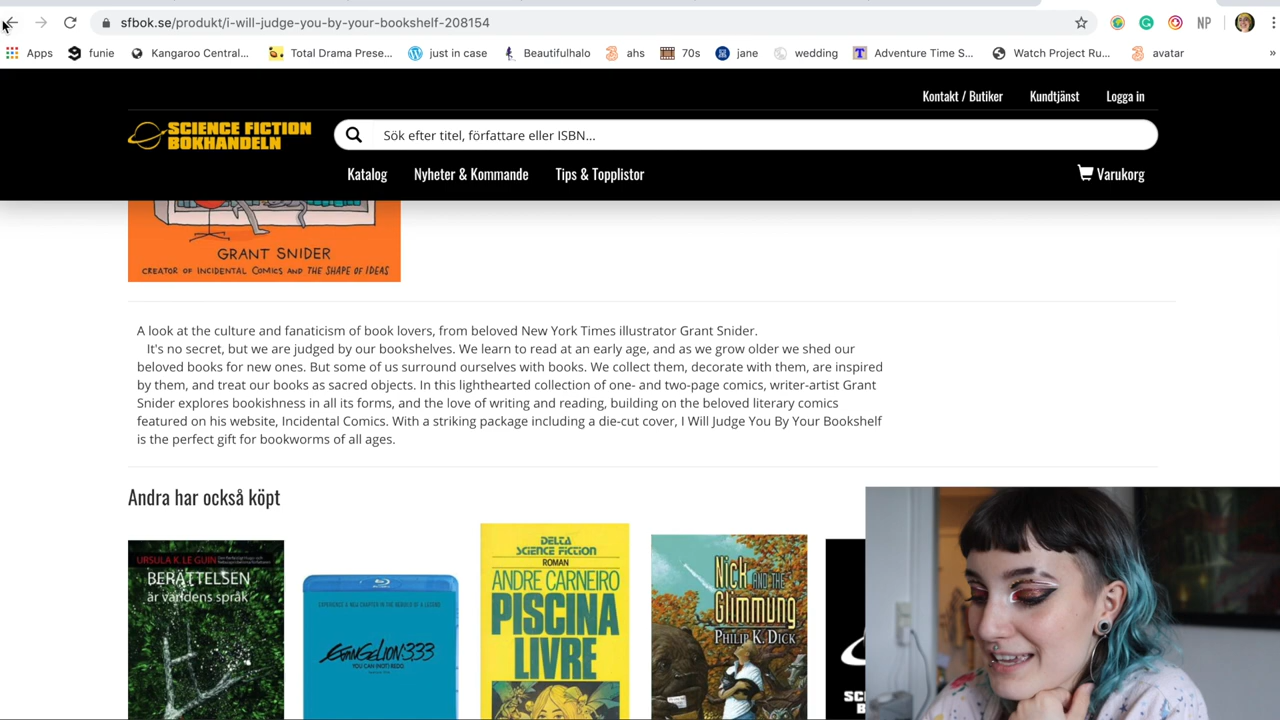 sfbok.se/produkt/i-will-judge-you-by-your-bookshelf-208154
NP
Apps funie Kangaroo Central... Total Drama Prese... just in case Beautifulhalo ahs 70s jane wedding Adventure Time S... Watch Project Ru... avatar »
Kontakt / Butiker Kundtjänst Logga in
SCIENCE FICTION
BOKHANDELN
Sök efter titel, författare eller ISBN...
Katalog Nyheter & Kommande Tips & Topplistor Varukorg
GRANT SNIDER
CREATOR OF INCIDENTAL COMICS AND THE SHAPE OF IDEAS
A look at the culture and fanaticism of book lovers, from beloved New York Times illustrator Grant Snider.
It's no secret, but we are judged by our bookshelves. We learn to read at an early age, and as we grow older we shed our
beloved books for new ones. But some of us surround ourselves with books. We collect them, decorate with them, are inspired
by them, and treat our books as sacred objects. In this lighthearted collection of one- and two-page comics, writer-artist Grant
Snider explores bookishness in all its forms, and the love of writing and reading, building on the beloved literary comics
featured on his website, Incidental Comics. With a striking package including a die-cut cover, I Will Judge You By Your Bookshelf
is the perfect gift for bookworms of all ages.
Andra har också köpt
URSULA K. LE GUIN
BERÄTTELSEN
är världens språk
EVANGELION:3.33
YOU CAN (NOT) REDO.
DELTA
SCIENCE FICTION
ROMAN
ANDRE CARNEIRO
PISCINA
LIVRE
Nick AND THE
Glimmung
PHILIP K. DICK